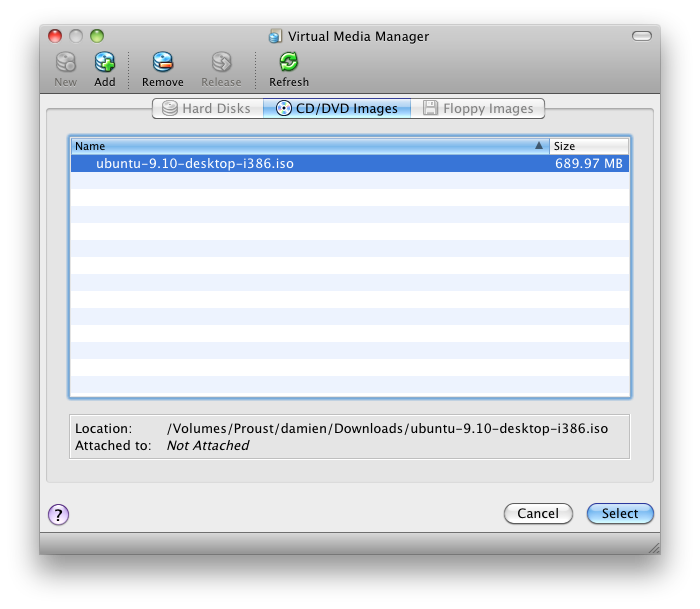 Virtual Media Manager
New Add Remove Release Refresh
Hard Disks CD/DVD Images Floppy Images
Name Size
ubuntu-9.10-desktop-i386.iso 689.97 MB
Location: /Volumes/Proust/damien/Downloads/ubuntu-9.10-desktop-i386.iso
Attached to: Not Attached
? Cancel Select